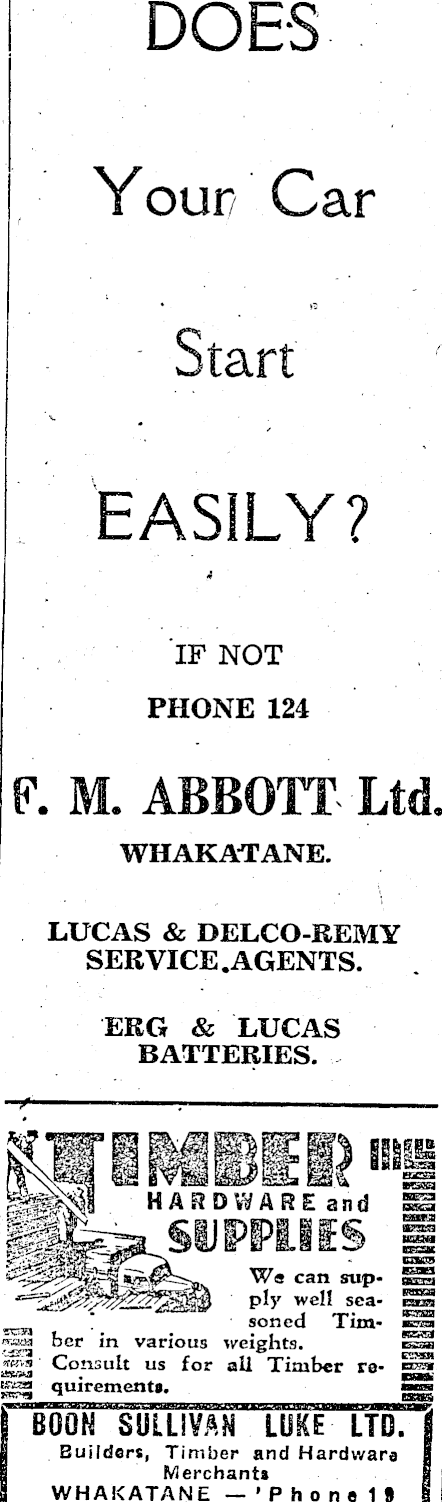 DOES
Your Car
Start
EASILY?
IF NOT
PHONE 124
F. M. ABBOTT Ltd.
WHAKATANE.
LUCAS & DELCO-REMY
SERVICE AGENTS.
ERG & LUCAS
BATTERIES.
TIMBER
HARDWARE and
SUPPLIES
We can sup-
ply well sea-
soned Tim-
ber in various weights.
Consult us for all Timber re-
quirements.
BOON SULLIVAN LUKE LTD.
Builders, Timber and Hardware
Merchants
WHAKATANE — 'Phone 19